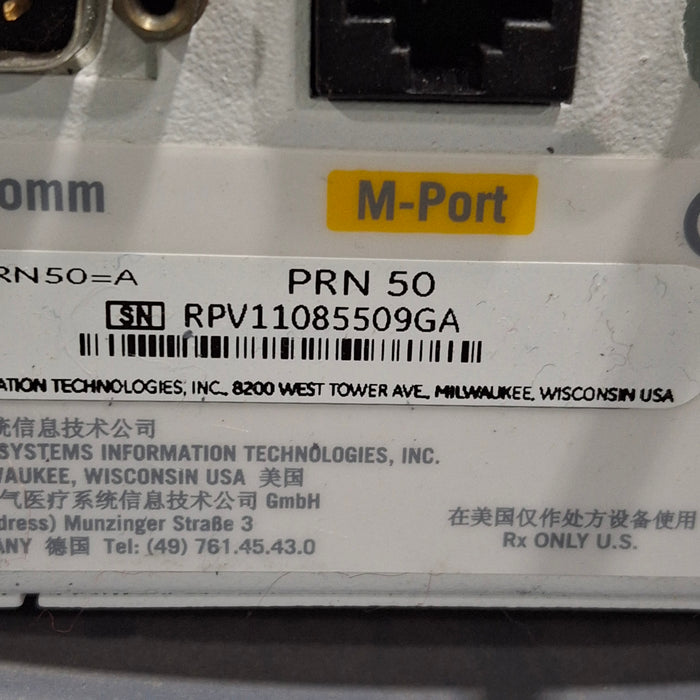 omm
M-Port
RN50=A
PRN 50
SN RPV11085509GA
ATION TECHNOLOGIES, INC., 8200 WEST TOWER AVE., MILWAUKEE, WISCONSIN USA
统信息技术公司
SYSTEMS INFORMATION TECHNOLOGIES, INC.
WAUKEE, WISCONSIN USA 美国
气医疗系统信息技术公司 GmbH
dress) Munzinger Straße 3
ANY 德国 Tel: (49) 761.45.43.0
在美国仅作处方设备使用
Rx ONLY U.S.